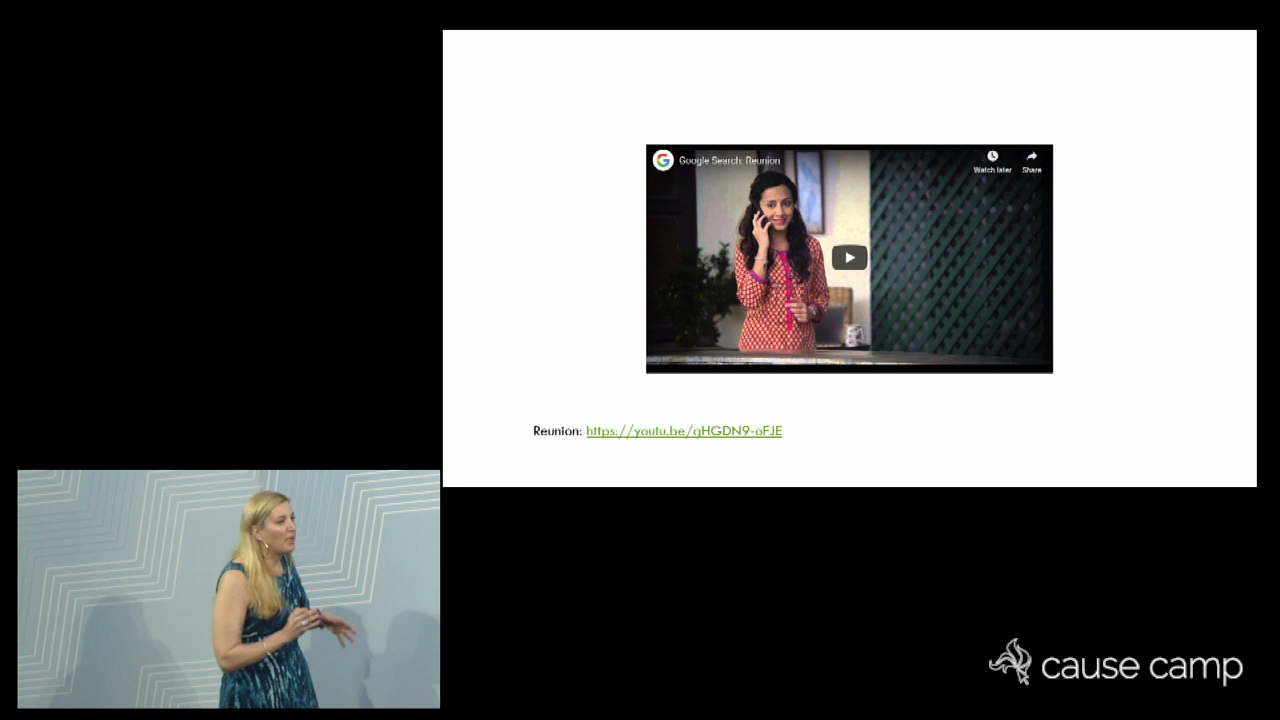 Google Search: Reunion
Watch later
Share
Reunion: https://youtu.be/gHGDN9-oFJE
cause camp